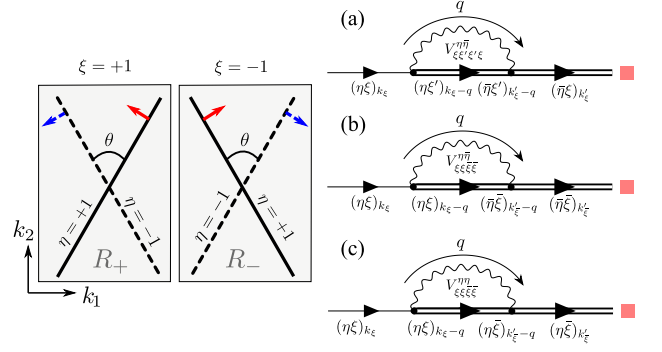 ξ = +1
ξ = −1
θ
θ
η = +1
η = −1
η = −1
η = +1
R₊
R₋
k₂
k₁
(a)
q
V^{ηη̄}_{ξξ′ξ′ξ}
(ηξ)_{k_ξ} (ηξ′)_{k_ξ−q} (η̄ξ′)_{k′_ξ−q} (η̄ξ)_{k′_ξ}
(b)
q
V^{ηη̄}_{ξξξ̄ξ̄}
(ηξ)_{k_ξ} (ηξ)_{k_ξ−q} (η̄ξ̄)_{k′_ξ̄−q} (η̄ξ̄)_{k′_ξ̄}
(c)
q
V^{ηη}_{ξξξ̄ξ̄}
(ηξ)_{k_ξ} (ηξ)_{k_ξ−q} (ηξ̄)_{k′_ξ̄−q} (ηξ̄)_{k′_ξ̄}